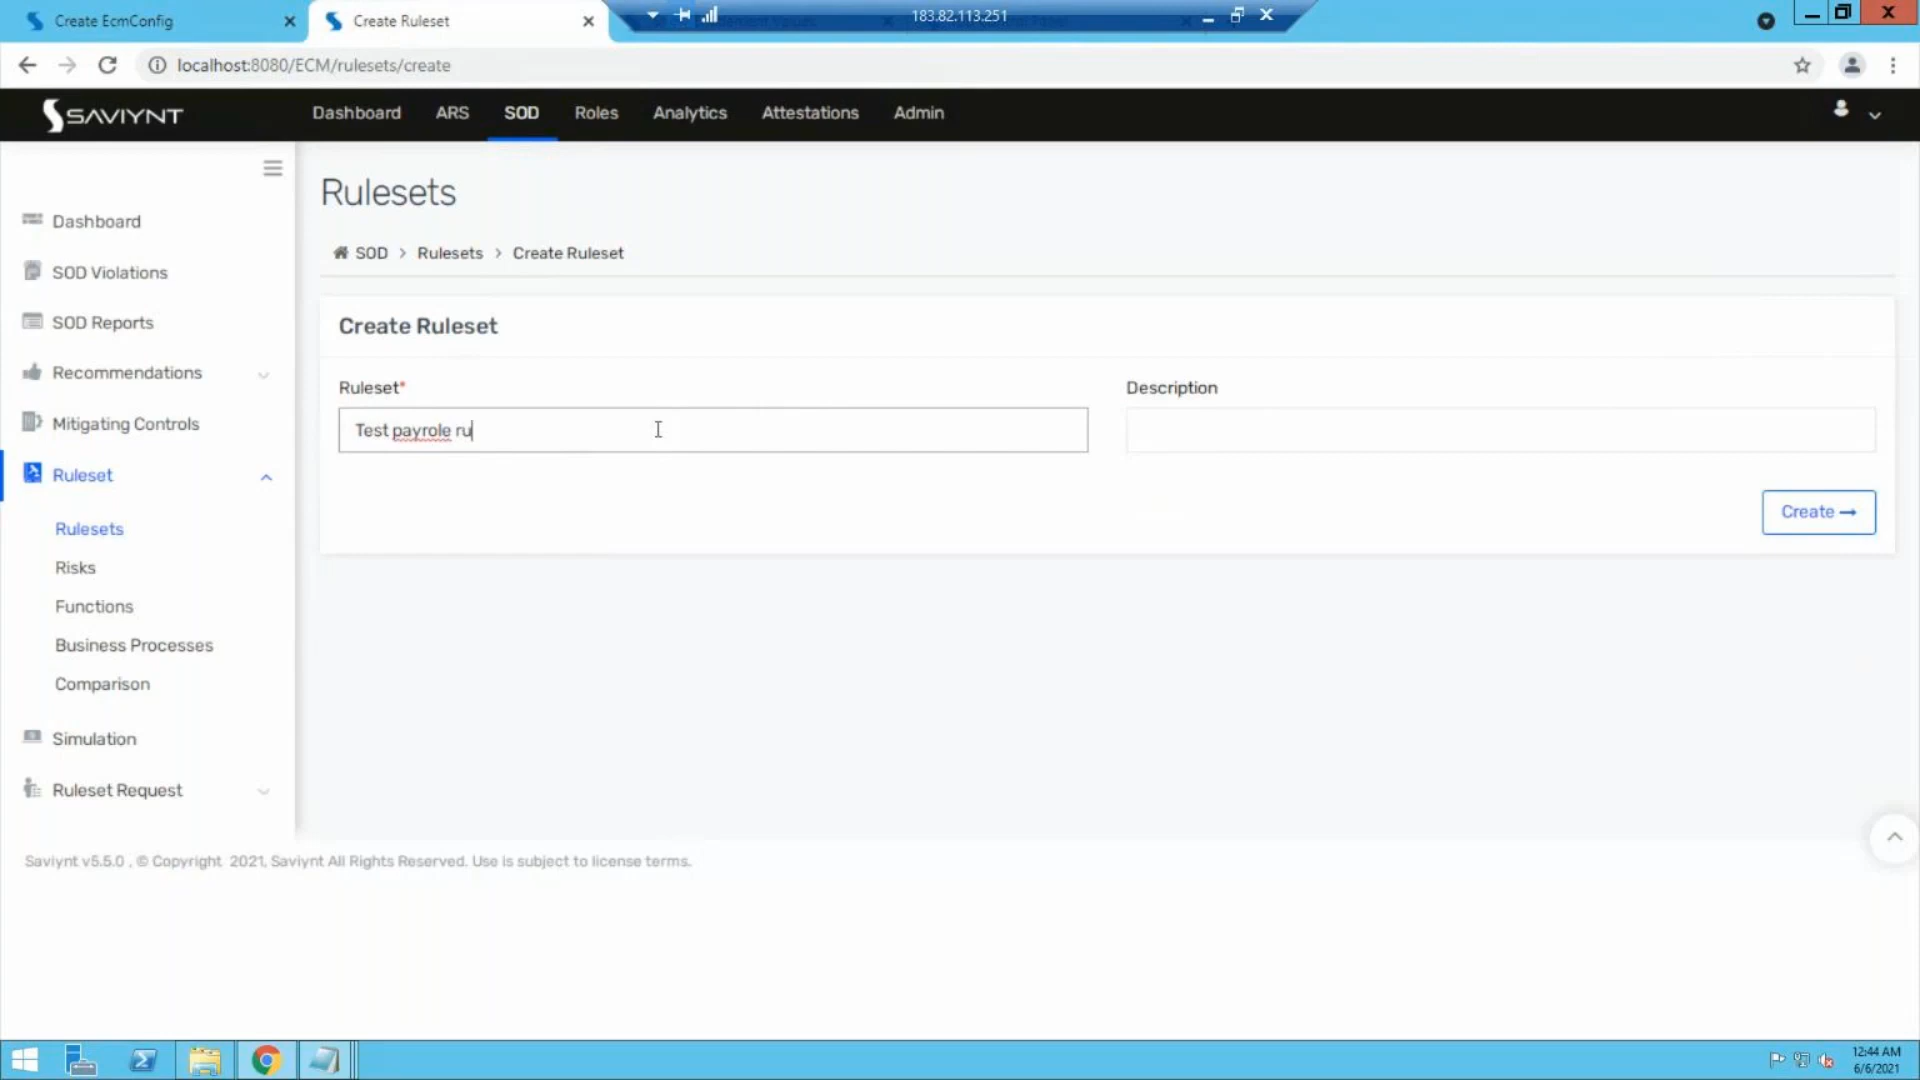 Create EcmConfig
Create Ruleset
183.82.113.251
localhost:8080/ECM/rulesets/create
SAVIYNT
Dashboard
ARS
SOD
Roles
Analytics
Attestations
Admin
Dashboard
SOD Violations
SOD Reports
Recommendations
Mitigating Controls
Ruleset
Rulesets
Risks
Functions
Business Processes
Comparison
Simulation
Ruleset Request
Rulesets
SOD > Rulesets > Create Ruleset
Create Ruleset
Ruleset*
Test payrole ru
Description
Create
Saviynt v5.5.0 , © Copyright 2021, Saviynt All Rights Reserved. Use is subject to license terms.
12:44 AM
6/6/2021